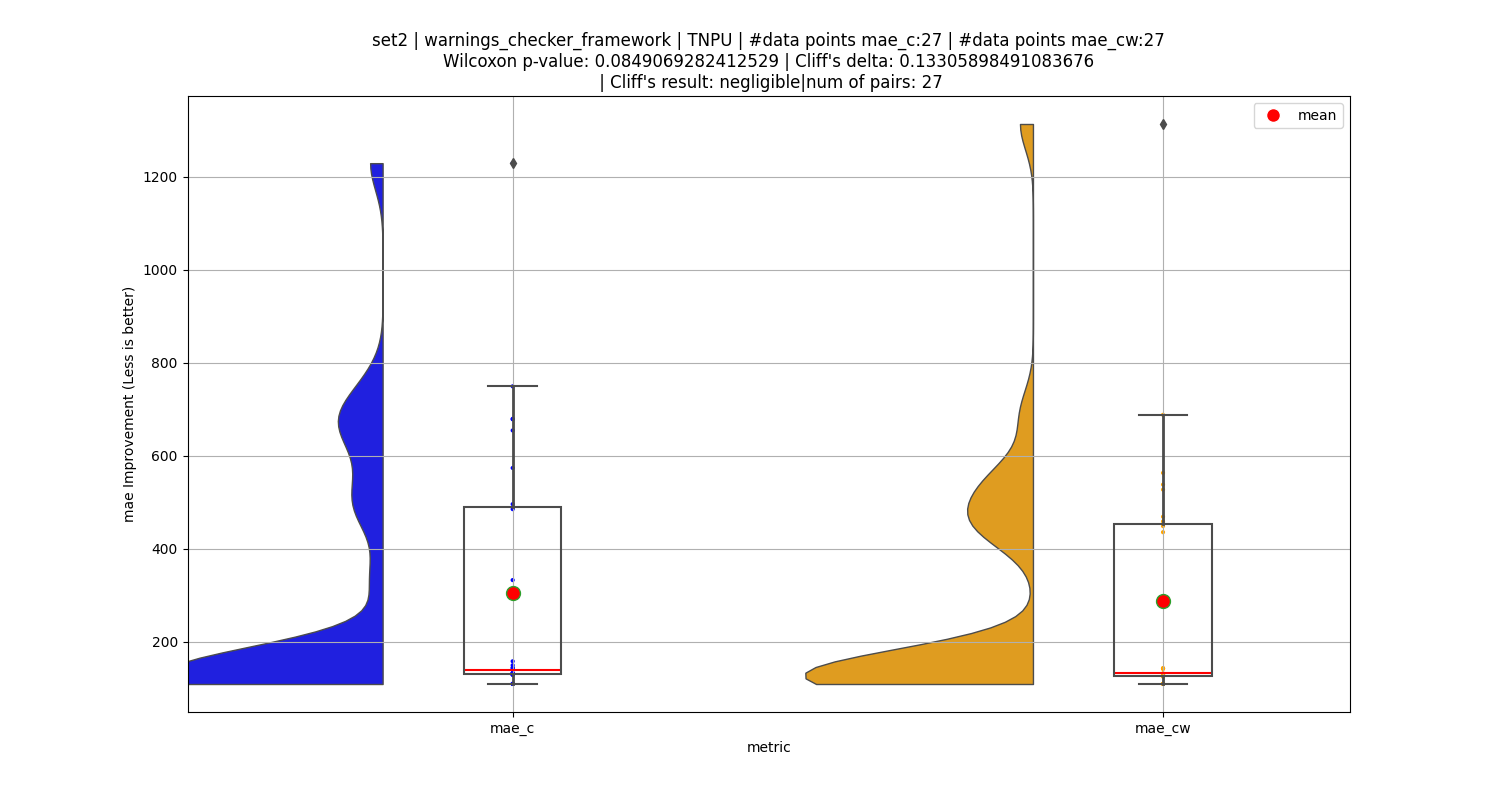 set2 | warnings_checker_framework | TNPU | #data points mae_c:27 | #data points mae_cw:27
Wilcoxon p-value: 0.0849069282412529 | Cliff's delta: 0.13305898491083676
| Cliff's result: negligible|num of pairs: 27
mean
1200
1000
800
600
400
200
mae Improvement (Less is better)
mae_c
mae_cw
metric